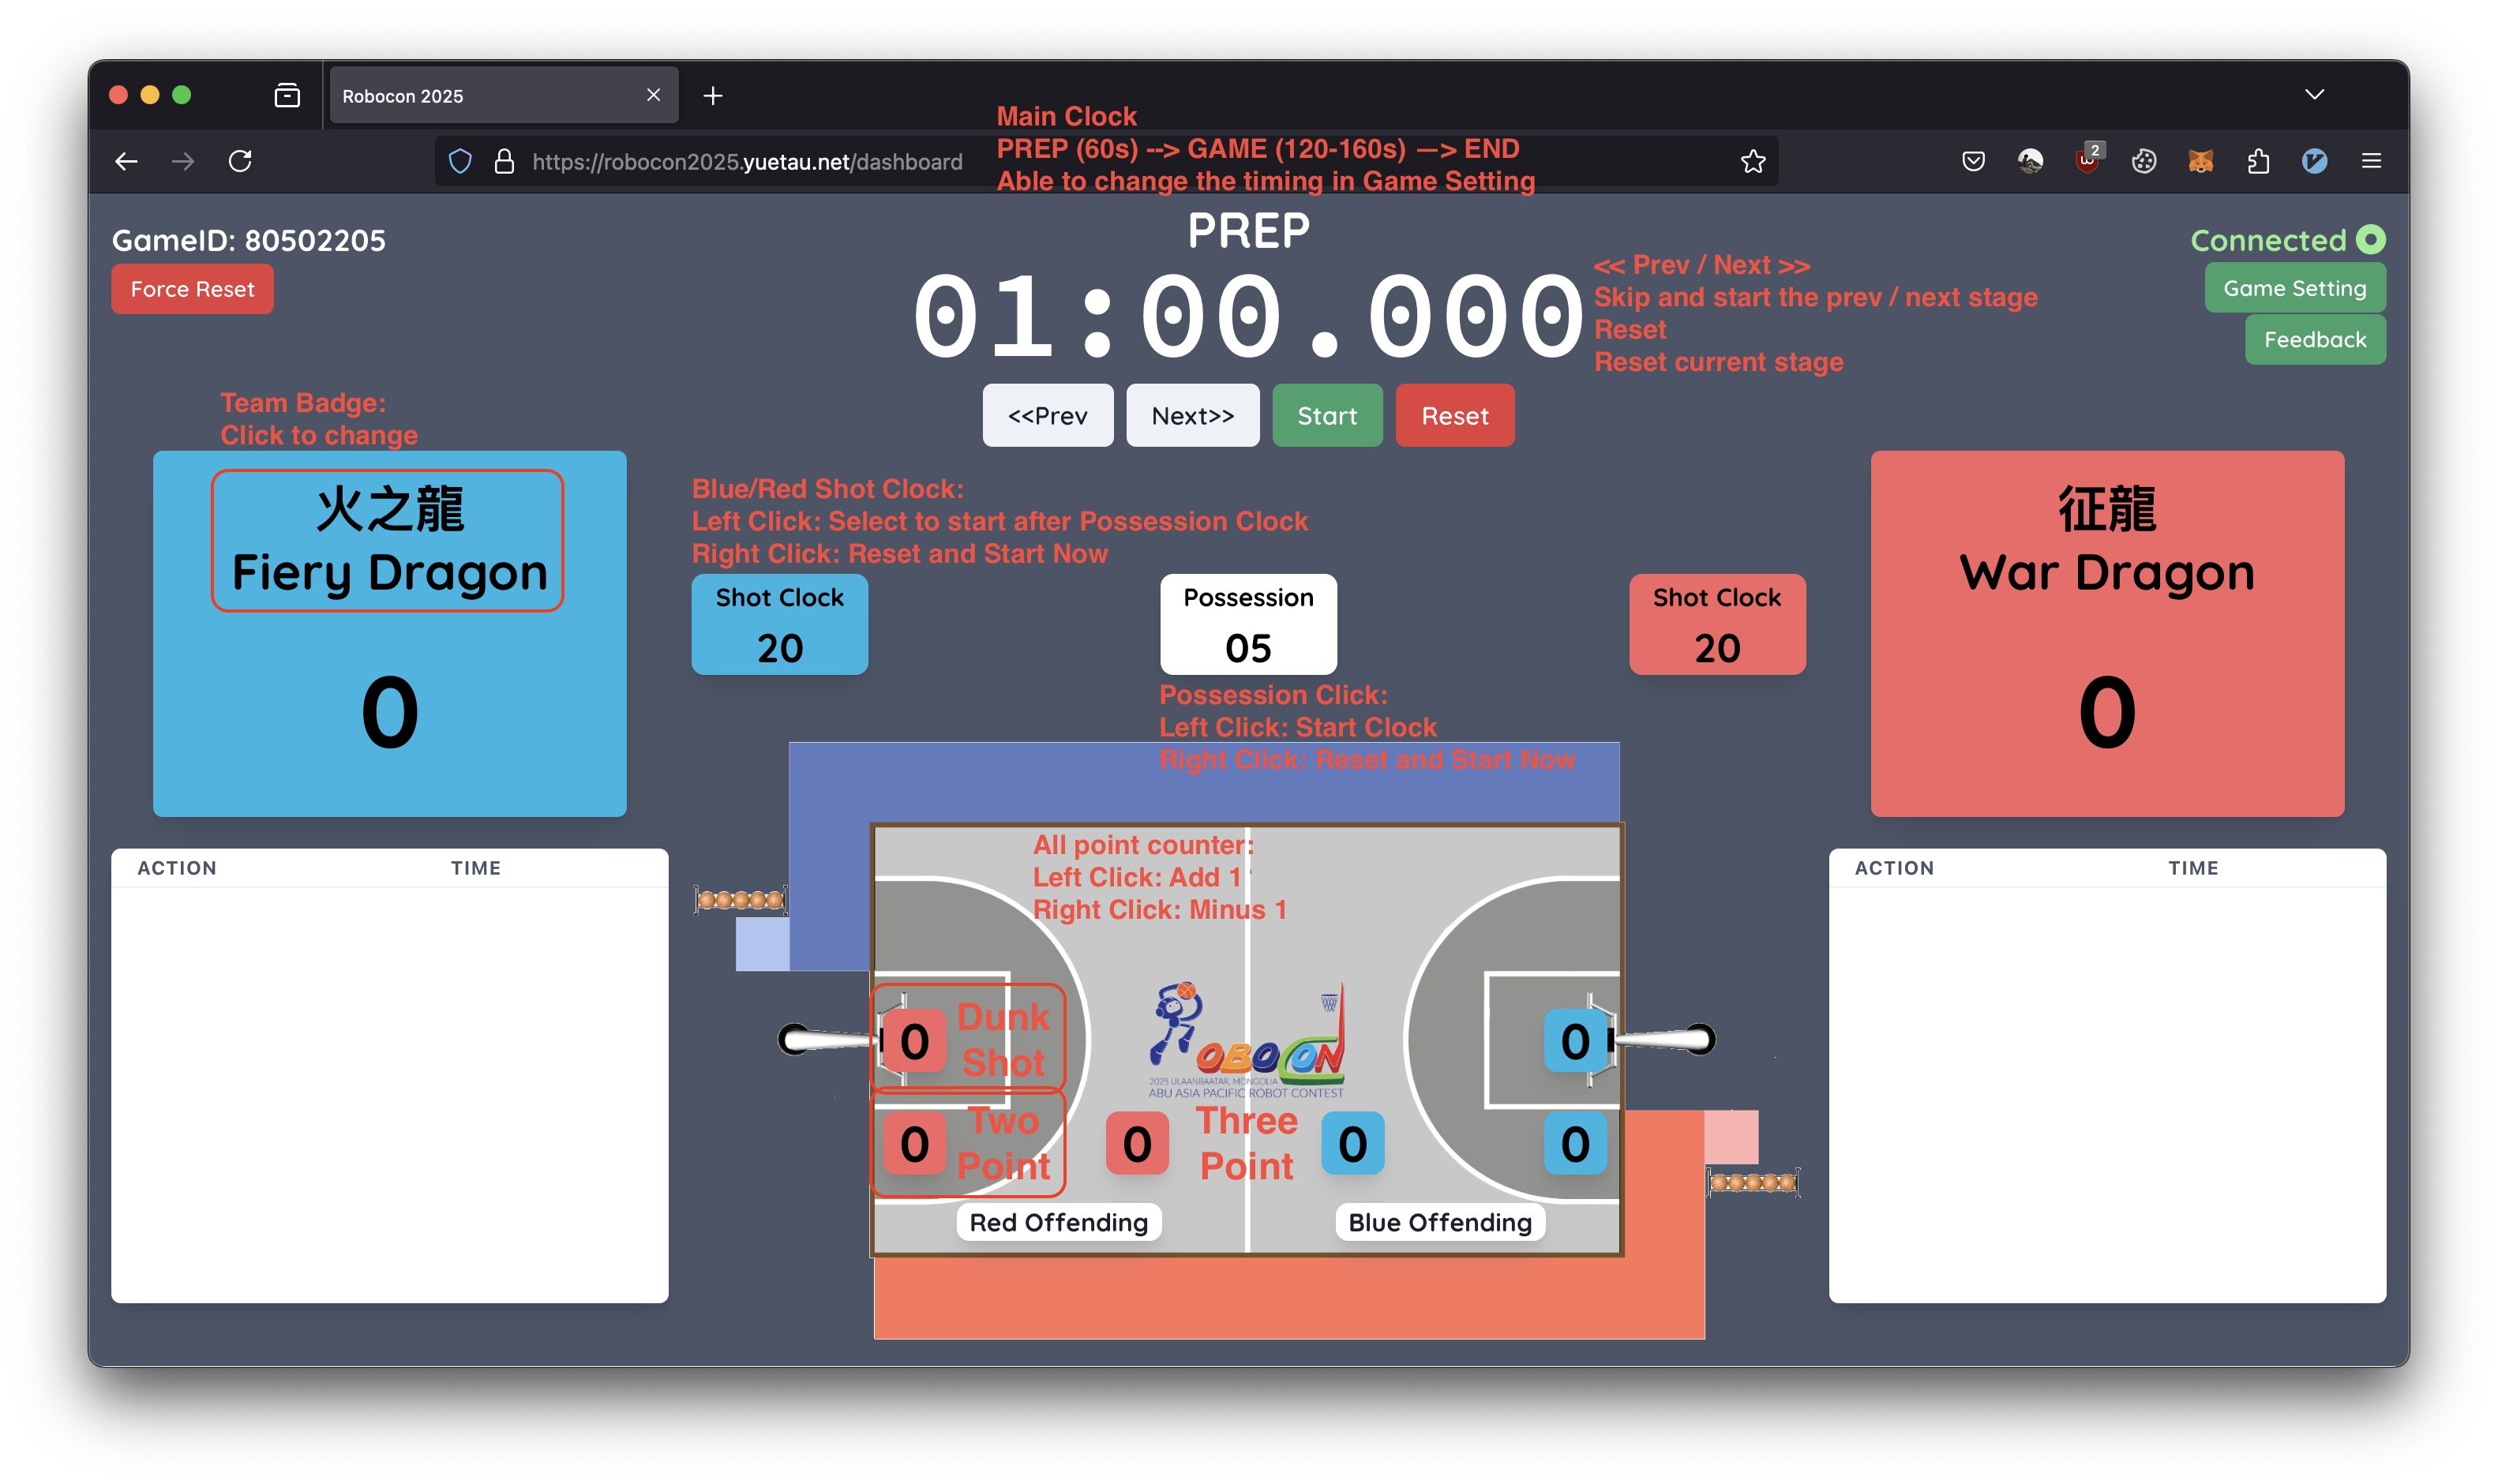 Robocon 2025
Main Clock
PREP (60s) --> GAME (120-160s) —> END
https://robocon2025.yuetau.net/dashboard
2
Able to change the timing in Game Setting
GameID: 80502205
PREP
Connected
Force Reset
01:00.000
<< Prev / Next >>
Skip and start the prev / next stage
Reset
Reset current stage
Game Setting
Feedback
<<Prev
Next>>
Start
Reset
Team Badge:
Click to change
火之龍
Fiery Dragon
0
Blue/Red Shot Clock:
Left Click: Select to start after Possession Clock
Right Click: Reset and Start Now
Shot Clock
20
Possession
05
Shot Clock
20
征龍
War Dragon
0
Possession Click:
Left Click: Start Clock
Right Click: Reset and Start Now
ACTION TIME
All point counter:
Left Click: Add 1
Right Click: Minus 1
ACTION TIME
0
Dunk
Shot
ROBOCON
2025 ULAANBAATAR, MONGOLIA
ABU ASIA PACIFIC ROBOT CONTEST
0
0
Two
Point
0
Three
Point
0
0
Red Offending
Blue Offending